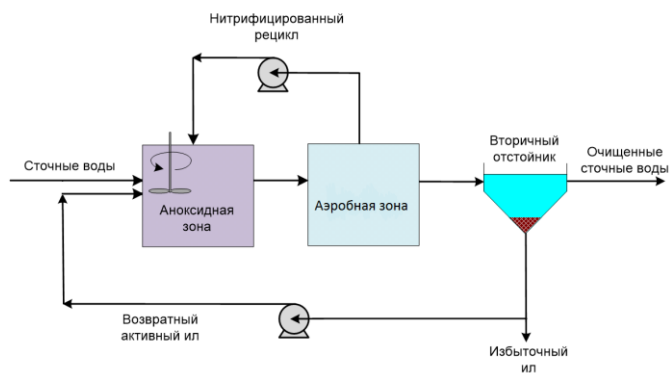 Нитрифицированный
рецикл
Сточные воды
Аноксидная
зона
Аэробная зона
Вторичный
отстойник
Очищенные
сточные воды
Возвратный
активный ил
Избыточный
ил